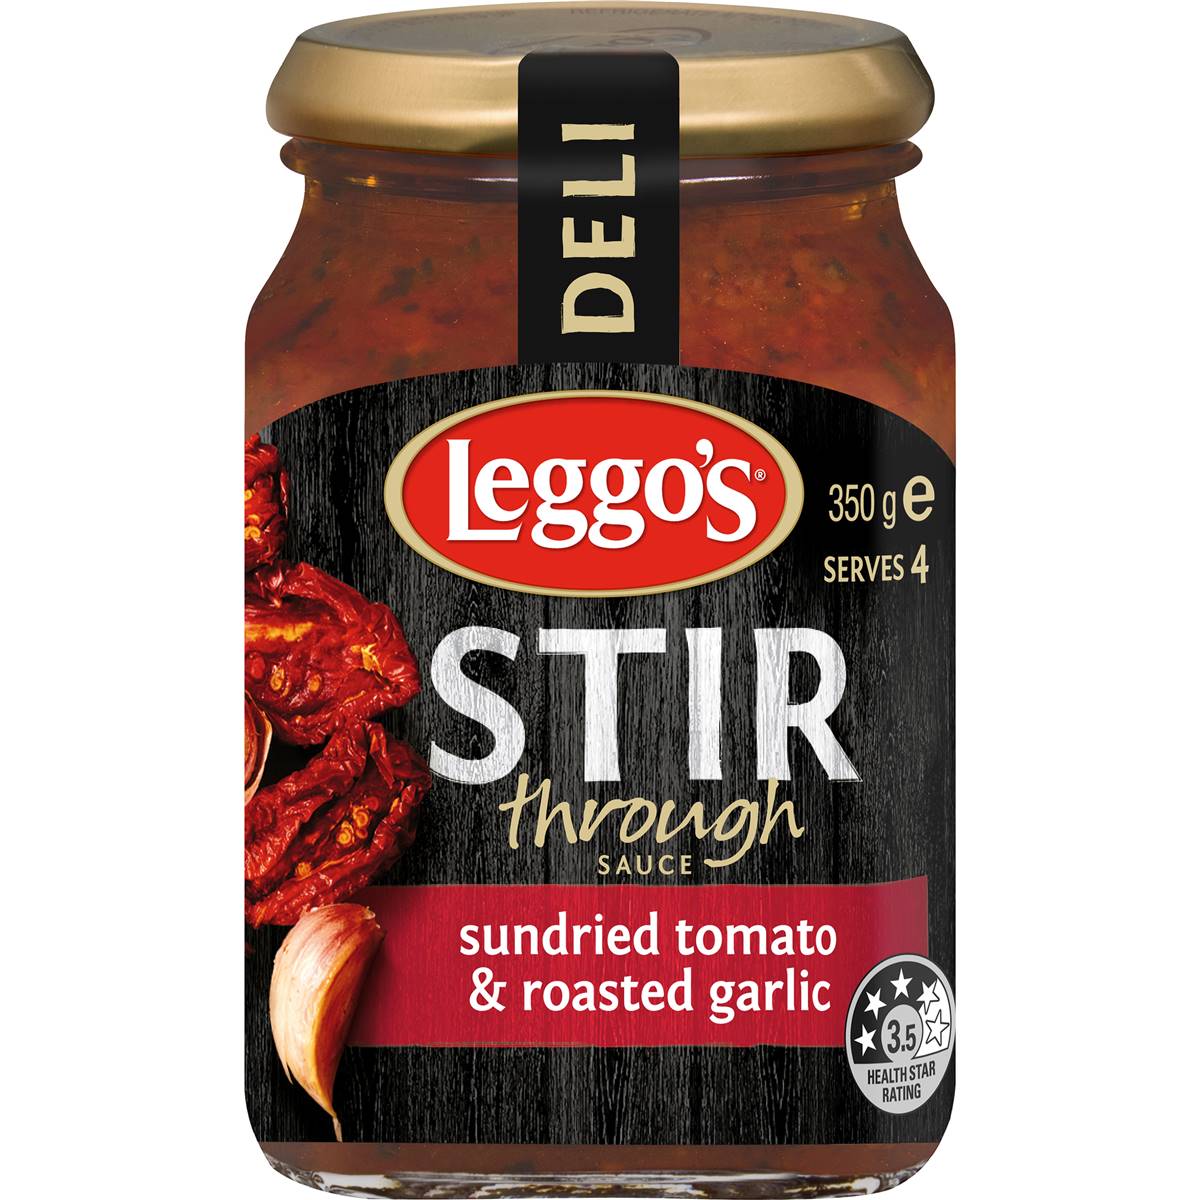 DELI
Leggo's®
350 g e
SERVES 4
STIR
through
SAUCE
sundried tomato
& roasted garlic
3.5
HEALTH STAR
RATING